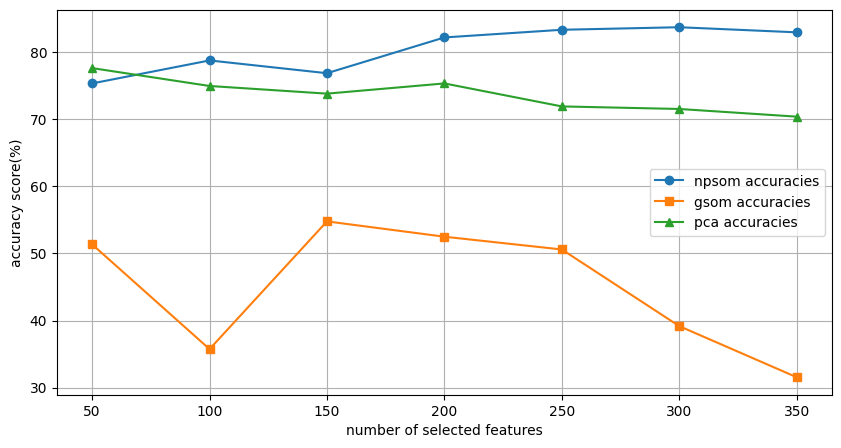 accuracy score(%)
80
70
60
50
40
30
npsom accuracies
gsom accuracies
pca accuracies
50 100 150 200 250 300 350
number of selected features